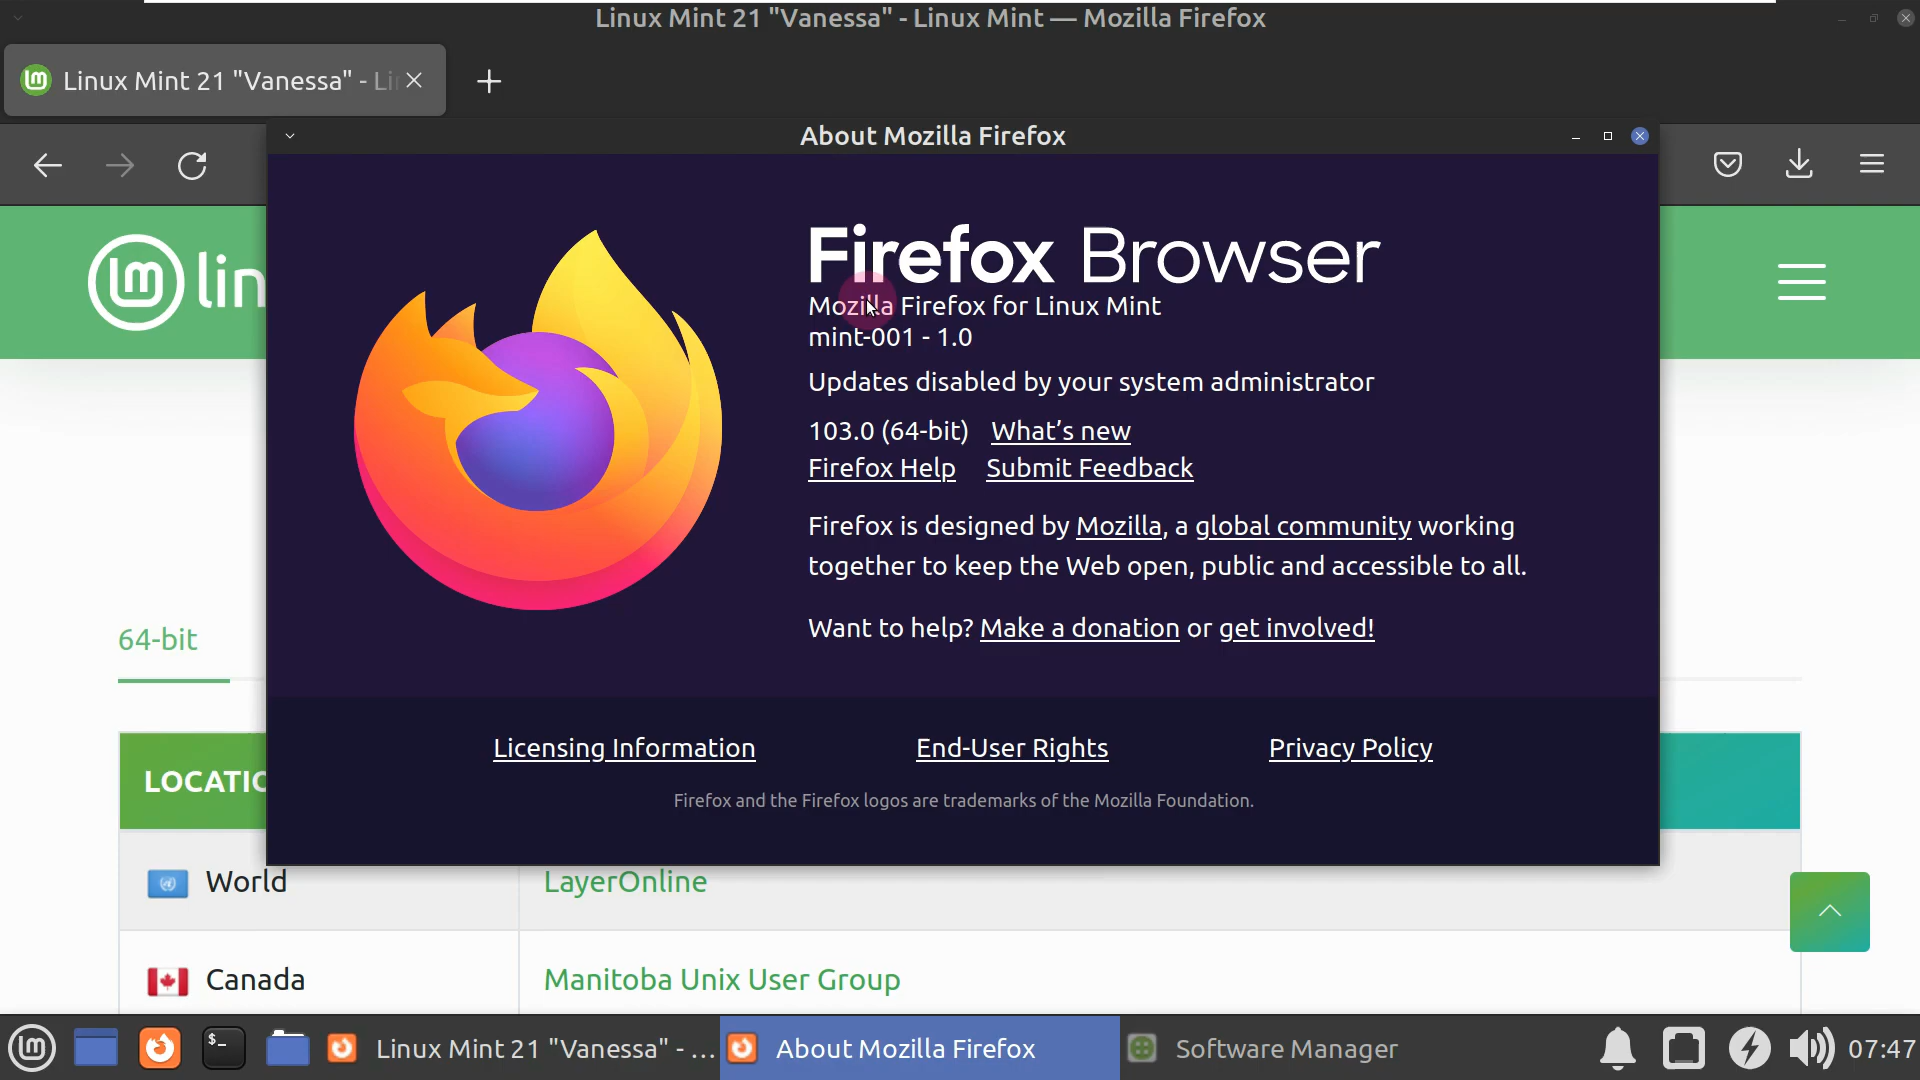 Linux Mint 21 "Vanessa" - Linux Mint — Mozilla Firefox
Linux Mint 21 "Vanessa" - Li
About Mozilla Firefox
lin
Firefox Browser
Mozilla Firefox for Linux Mint
mint-001 - 1.0
Updates disabled by your system administrator
103.0 (64-bit) What's new
Firefox Help Submit Feedback
Firefox is designed by Mozilla, a global community working
together to keep the Web open, public and accessible to all.
Want to help? Make a donation or get involved!
64-bit
Licensing Information End-User Rights Privacy Policy
LOCATIO
Firefox and the Firefox logos are trademarks of the Mozilla Foundation.
World LayerOnline
Canada Manitoba Unix User Group
Linux Mint 21 "Vanessa" - ... About Mozilla Firefox Software Manager 07:47